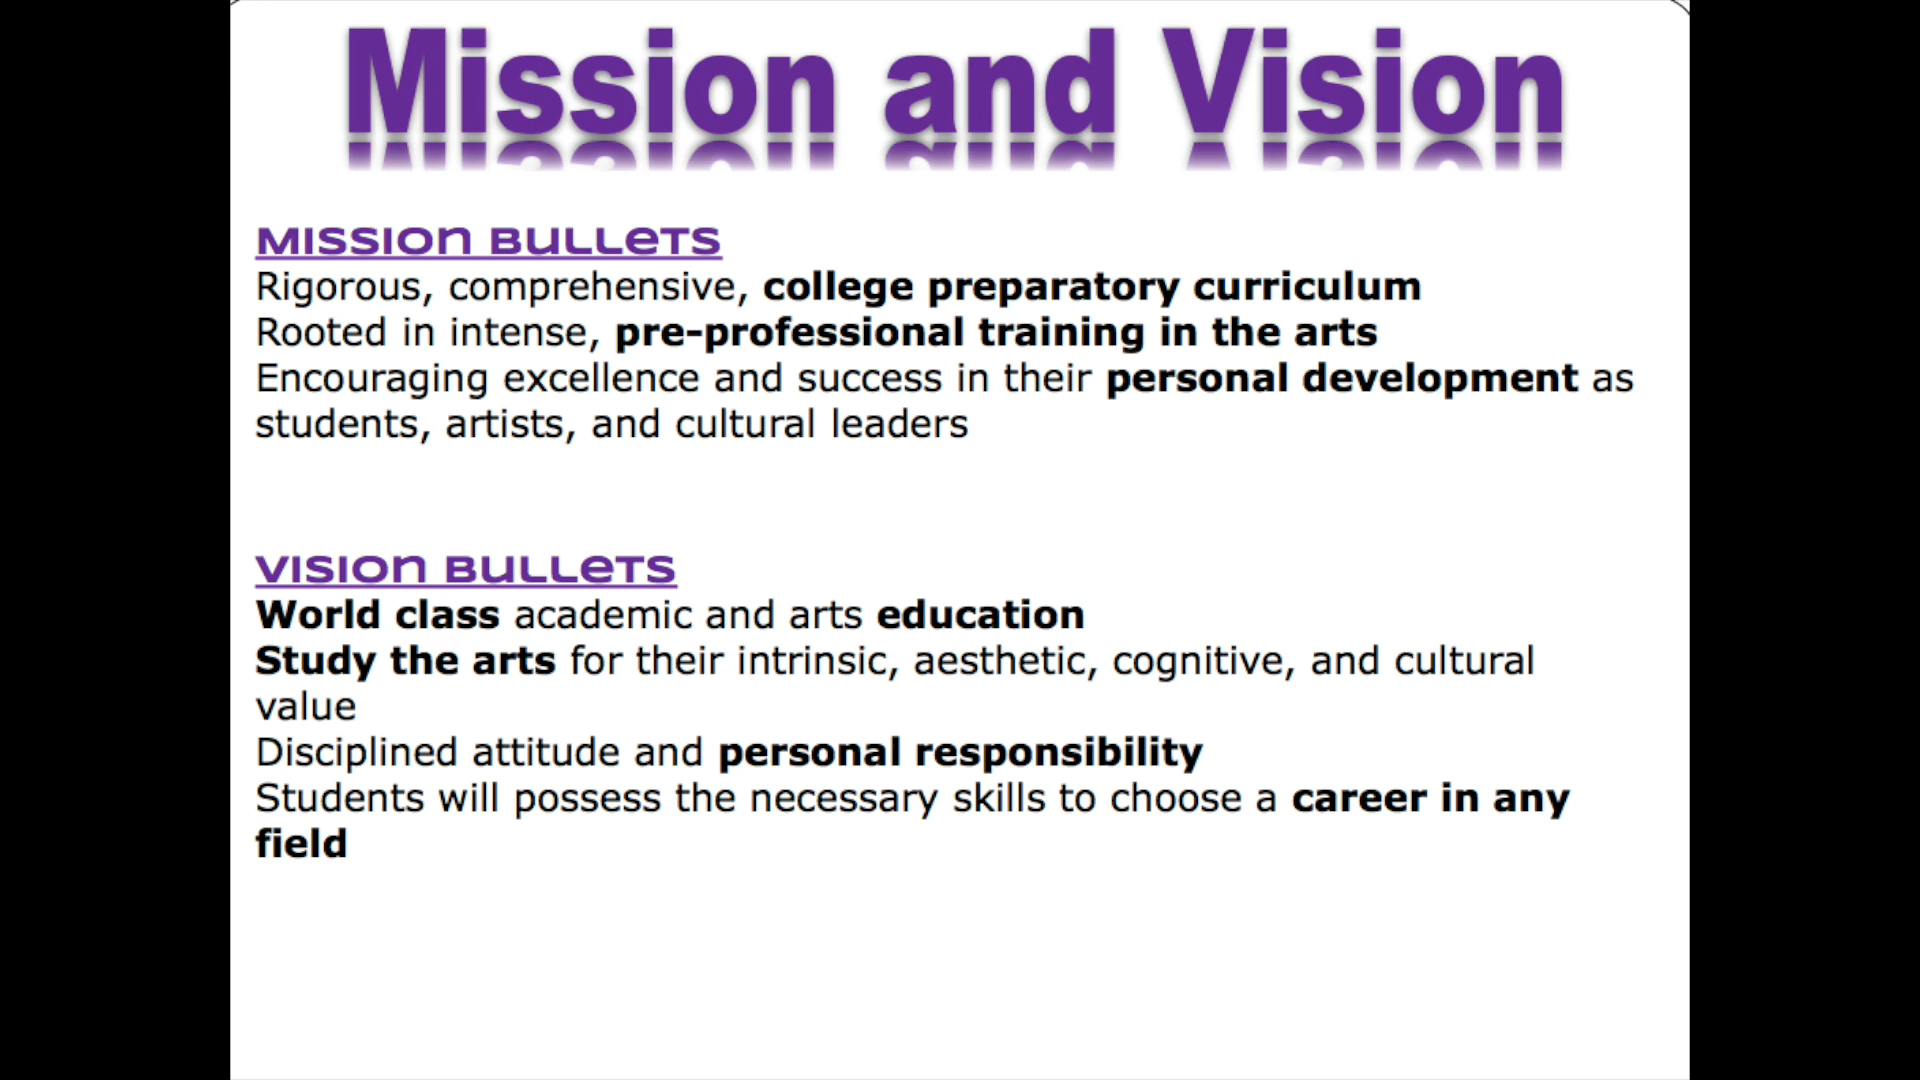 Mission and Vision
Mission Bullets
Rigorous, comprehensive, college preparatory curriculum
Rooted in intense, pre-professional training in the arts
Encouraging excellence and success in their personal development as
students, artists, and cultural leaders
Vision Bullets
World class academic and arts education
Study the arts for their intrinsic, aesthetic, cognitive, and cultural
value
Disciplined attitude and personal responsibility
Students will possess the necessary skills to choose a career in any
field